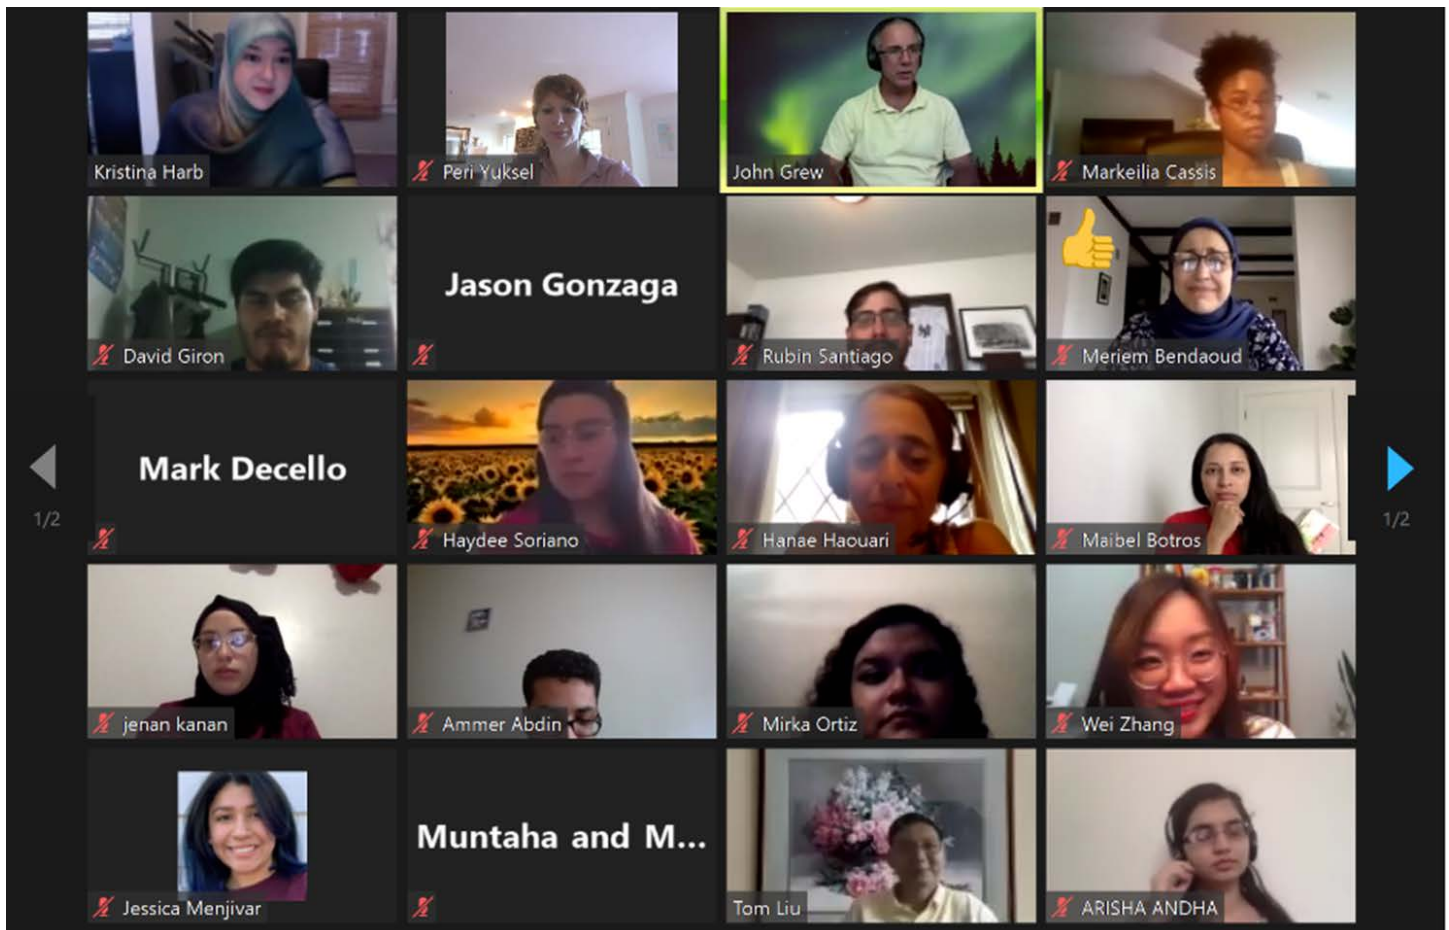 Kristina Harb
Peri Yuksel
John Grew
Markeilia Cassis
David Giron
Jason Gonzaga
Rubin Santiago
Meriem Bendaoud
Mark Decello
Haydee Soriano
Hanae Haouari
Maibel Botros
1/2
1/2
jenan kanan
Ammer Abdin
Mirka Ortiz
Wei Zhang
Jessica Menjivar
Muntaha and M...
Tom Liu
ARISHA ANDHA